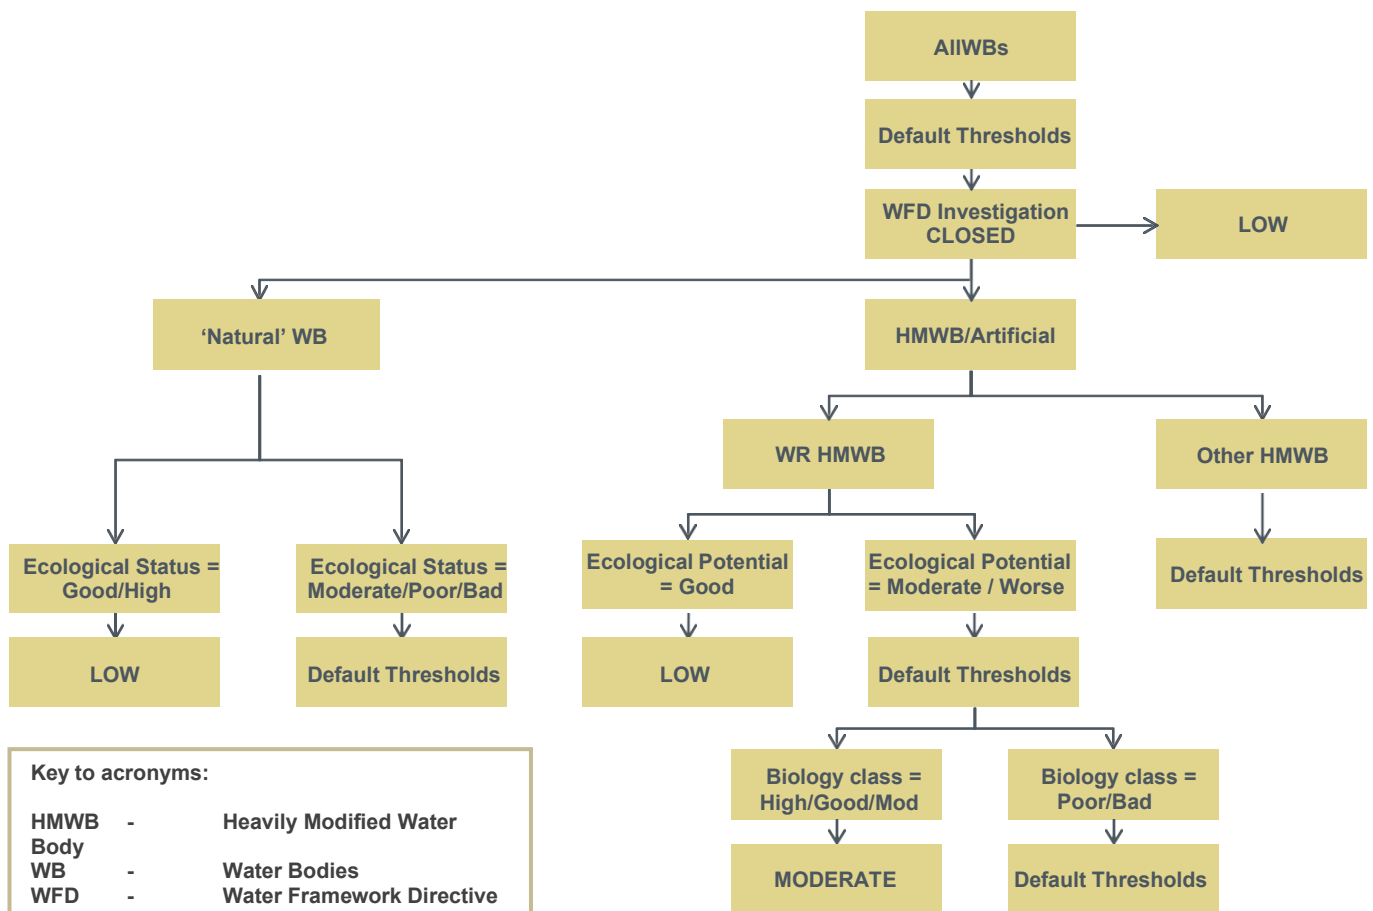 AllWBs
Default Thresholds
WFD Investigation
CLOSED
LOW
‘Natural’ WB
HMWB/Artificial
WR HMWB
Other HMWB
Ecological Status =
Good/High
Ecological Status =
Moderate/Poor/Bad
Ecological Potential
= Good
Ecological Potential
= Moderate / Worse
Default Thresholds
LOW
Default Thresholds
LOW
Default Thresholds
Biology class =
High/Good/Mod
Biology class =
Poor/Bad
MODERATE
Default Thresholds
Key to acronyms:
HMWB - Heavily Modified Water
Body
WB - Water Bodies
WFD - Water Framework Directive